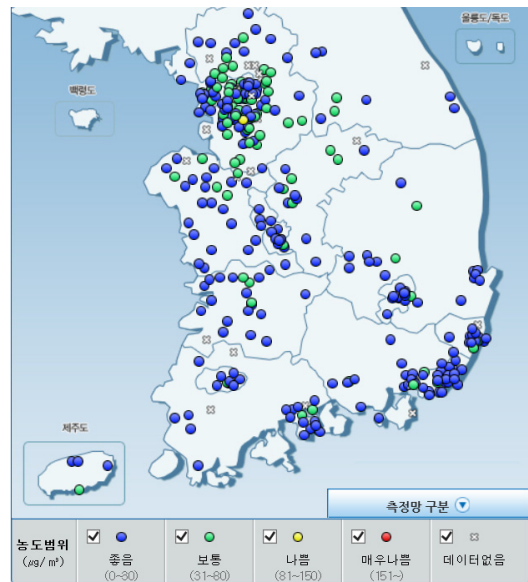 울릉도/독도
백령도
제주도
측정망 구분
농도범위
(㎍/㎥)
좋음
(0~30)
보통
(31~80)
나쁨
(81~150)
매우나쁨
(151~)
데이터없음